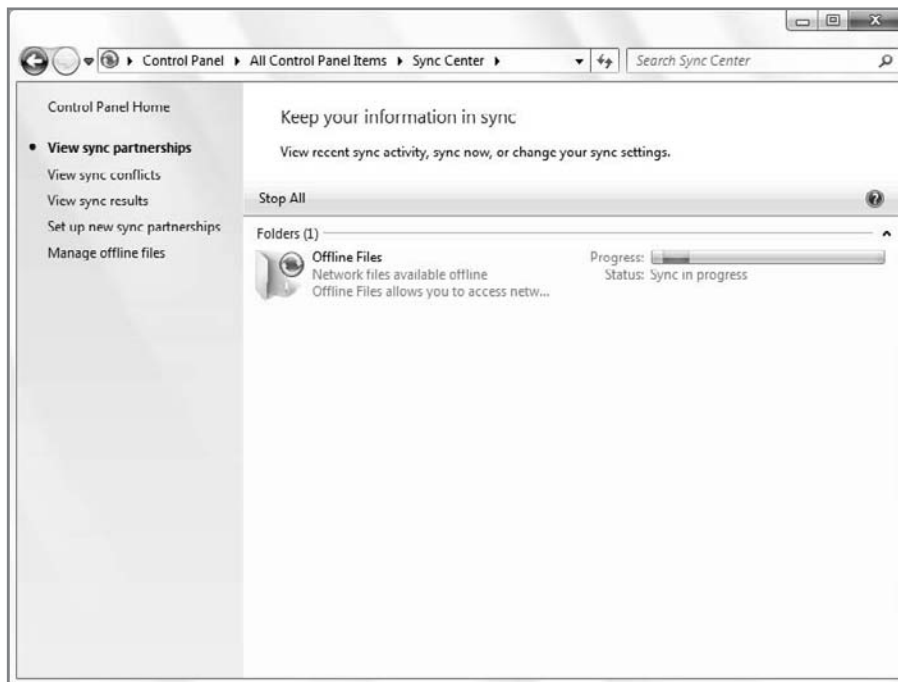 Control Panel All Control Panel Items Sync Center Search Sync Center
Control Panel Home
View sync partnerships
View sync conflicts
View sync results
Set up new sync partnerships
Manage offline files
Keep your information in sync
View recent sync activity, sync now, or change your sync settings.
Stop All
Folders (1)
Offline Files
Network files available offline
Offline Files allows you to access netw...
Progress:
Status: Sync in progress